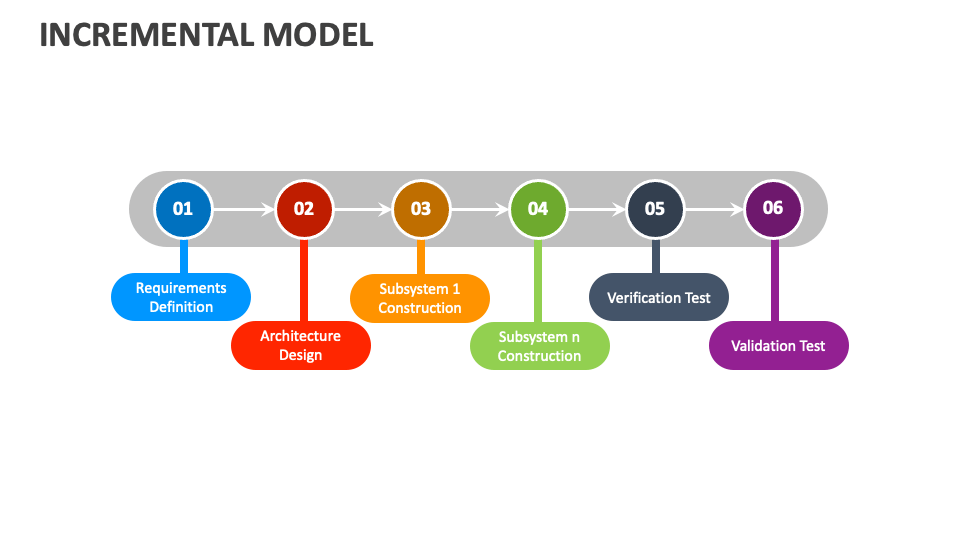 INCREMENTAL MODEL
01
02
03
04
05
06
Requirements
Definition
Architecture
Design
Subsystem 1
Construction
Subsystem n
Construction
Verification Test
Validation Test